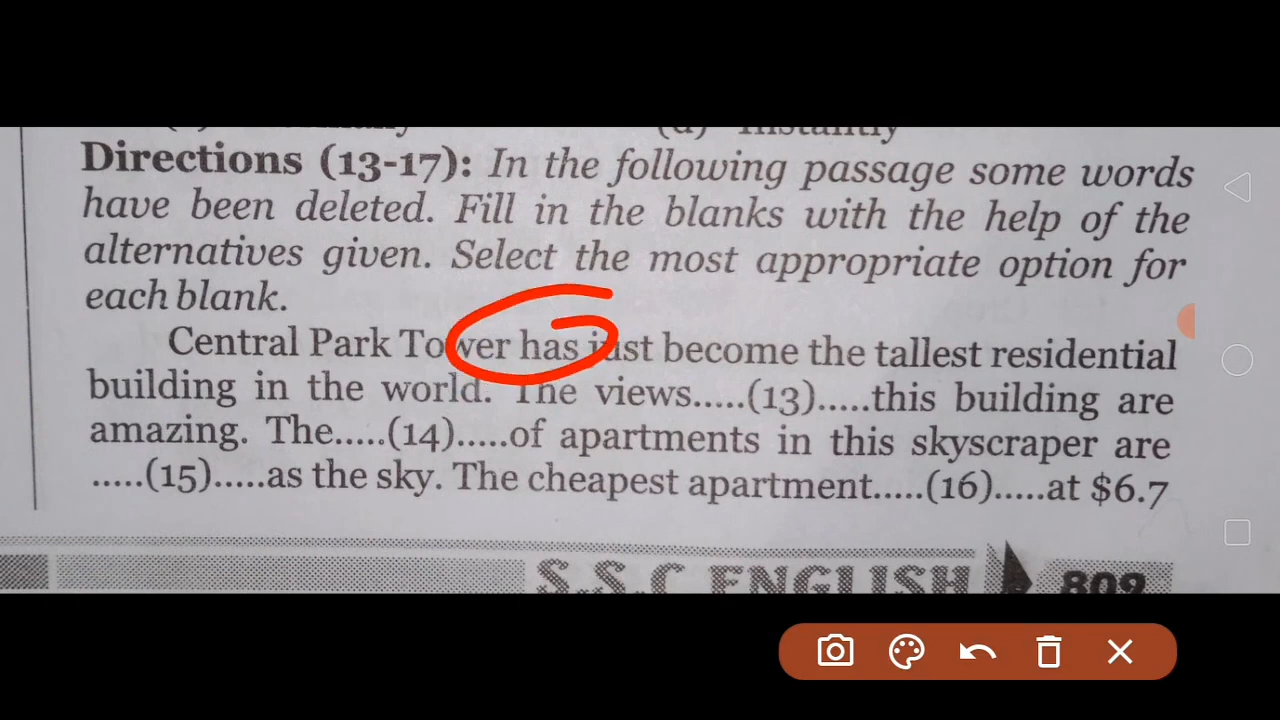 (d) Instantly
Directions (13-17): In the following passage some words
have been deleted. Fill in the blanks with the help of the
alternatives given. Select the most appropriate option for
each blank.
Central Park Tower has just become the tallest residential
building in the world. The views.....(13).....this building are
amazing. The.....(14).....of apartments in this skyscraper are
.....(15).....as the sky. The cheapest apartment.....(16).....at $6.7
S.S.C ENGLISH 809